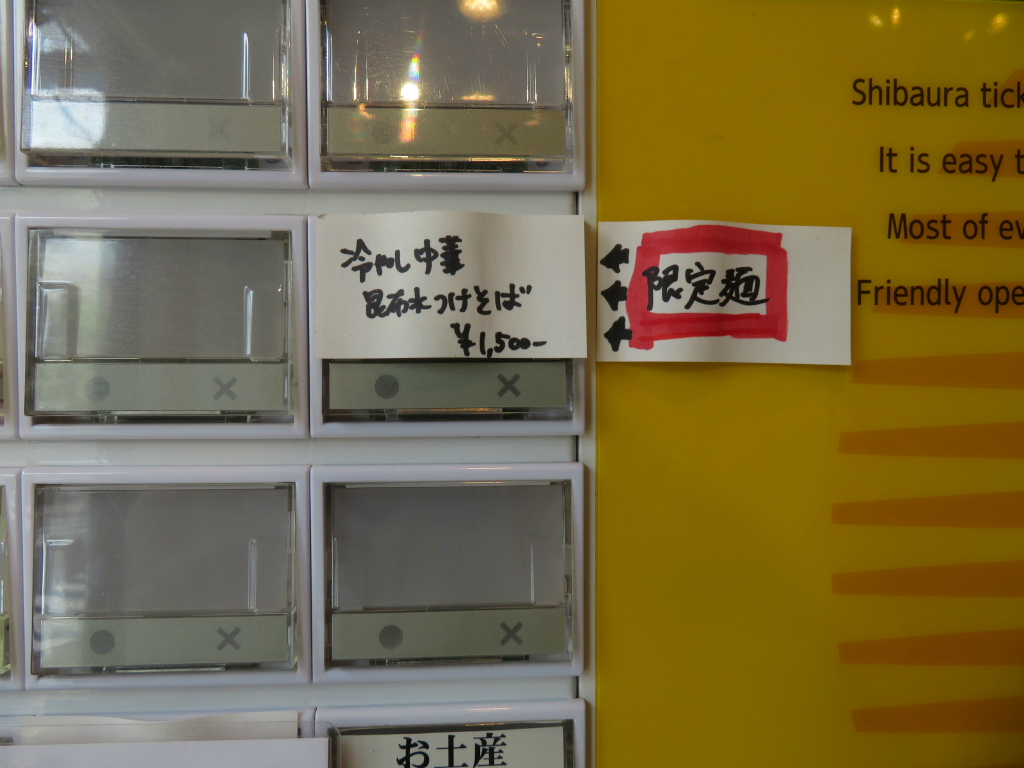 冷やし中華
昆布水つけそば
¥1,500-
限定麺
Shibaura tick
It is easy t
Most of ev
Friendly ope
お土産